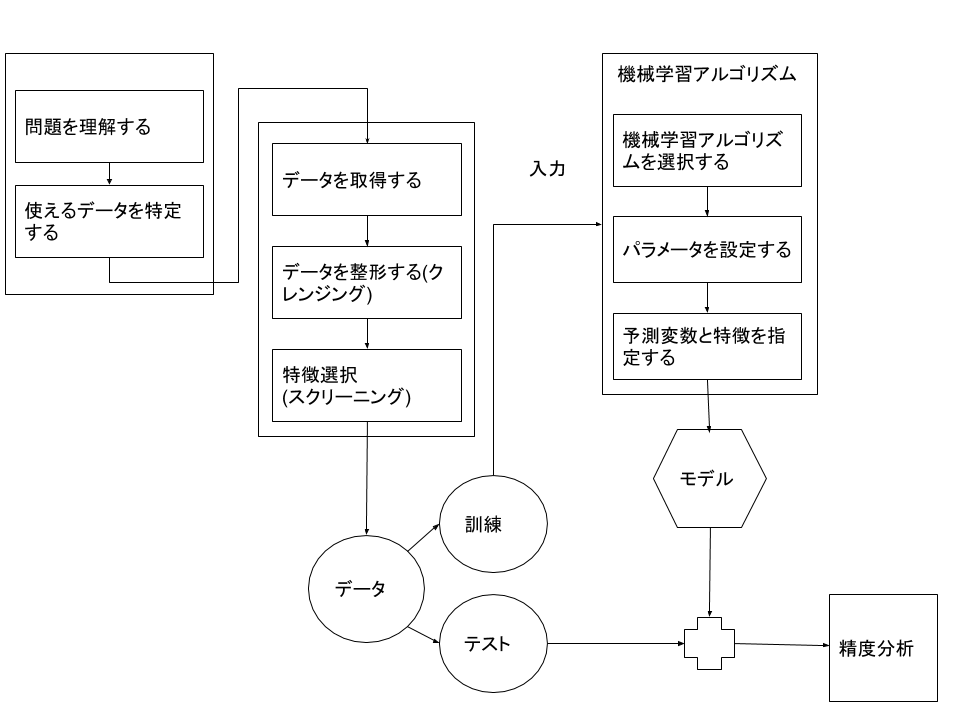 問題を理解する
使えるデータを特定
する
データを取得する
データを整形する(ク
レンジング)
特徴選択
(スクリーニング)
データ
訓練
テスト
入力
機械学習アルゴリズム
機械学習アルゴリズ
ムを選択する
パラメータを設定する
予測変数と特徴を指
定する
モデル
精度分析